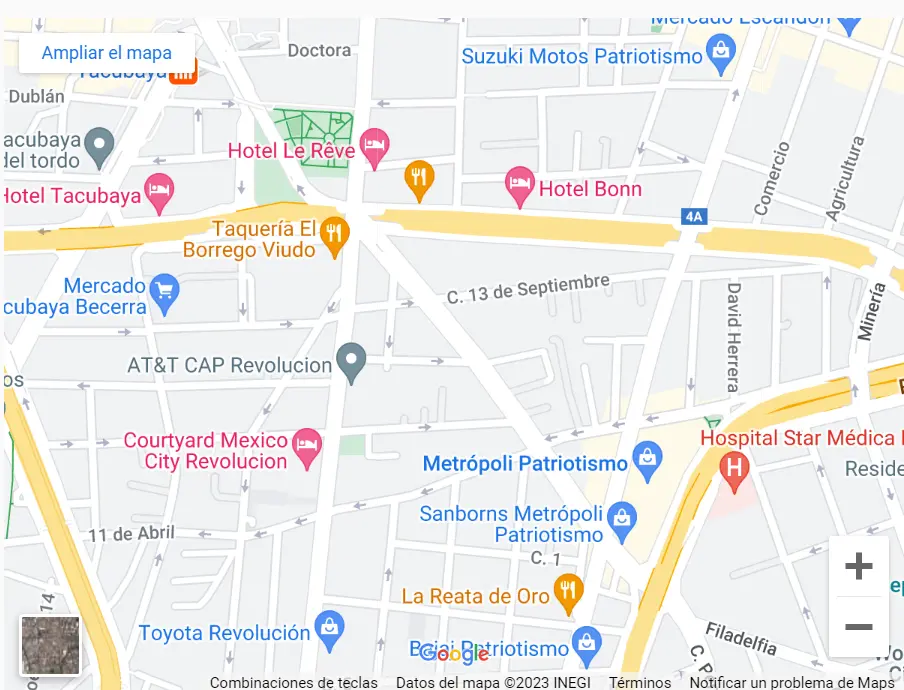 Mercado Escandón
Ampliar el mapa
Doctora
Suzuki Motos Patriotismo
Tacubaya
Dublán
acubaya
del tordo
Hotel Le Rêve
Comercio
Agricultura
Hotel Tacubaya
Hotel Bonn
4A
Taquería El
Borrego Viudo
Mercado
cubaya Becerra
C. 13 de Septiembre
David Herrera
Minería
AT&T CAP Revolucion
os
Courtyard Mexico
City Revolucion
Metrópoli Patriotismo
Hospital Star Médica
H
Reside
Sanborns Metrópoli
Patriotismo
11 de Abril
C. 1
La Reata de Oro
14
Toyota Revolución
Bajaj Patriotismo
Google
Filadelfia
C. P
+
−
Combinaciones de teclas
Datos del mapa ©2023 INEGI
Términos
Notificar un problema de Maps